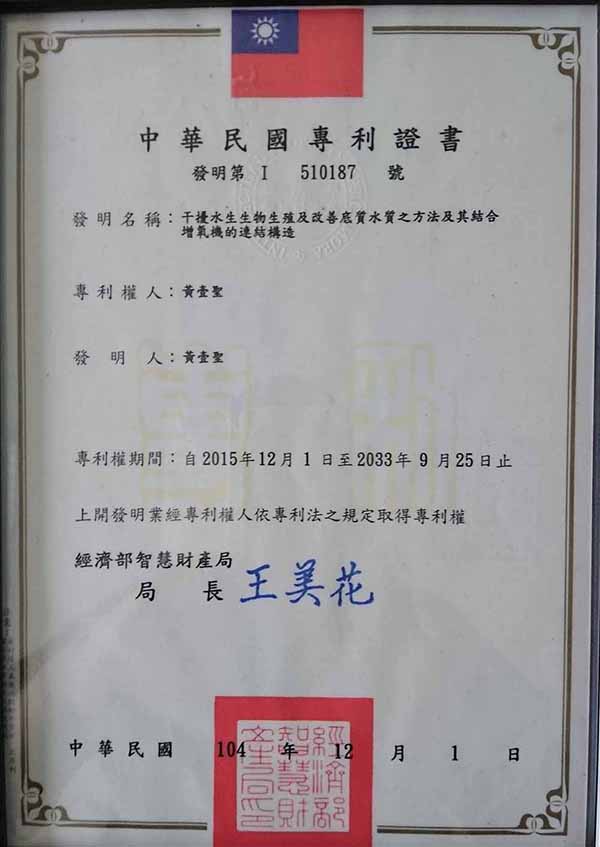 中華民國專利證書
發明第 I 510187 號
發明名稱：干擾水生生物生殖及改善底質水質之方法及其結合
增氧機的連結構造
專利權人：黃壹聖
發明人：黃壹聖
專利權期間：自2015年12月1日至2033年9月25日止
上開發明業經專利權人依專利法之規定取得專利權
經濟部智慧財產局
局長 王美花
中華民國 104 年 12 月 1 日
經濟部
智慧財
產局印